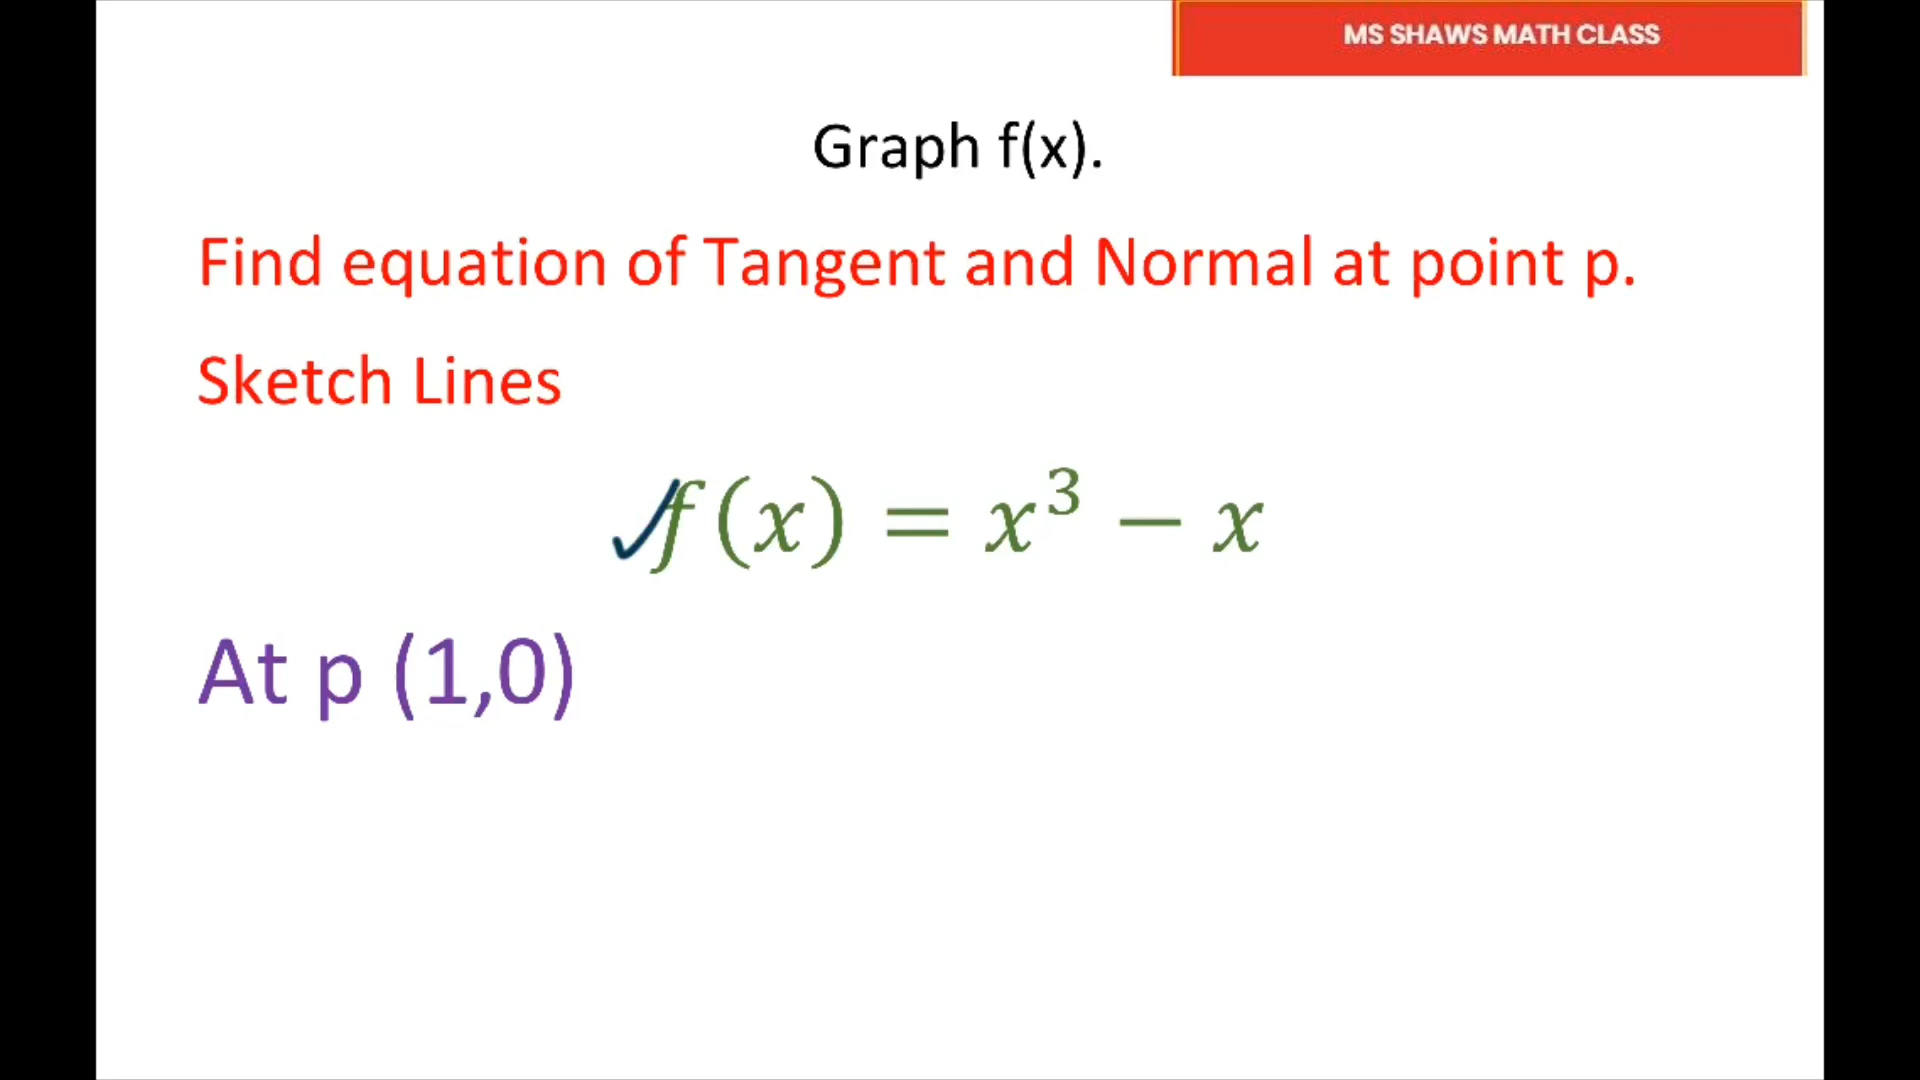 MS SHAWS MATH CLASS
Graph f(x).
Find equation of Tangent and Normal at point p.
Sketch Lines
f(x) = x³ − x
At p (1,0)